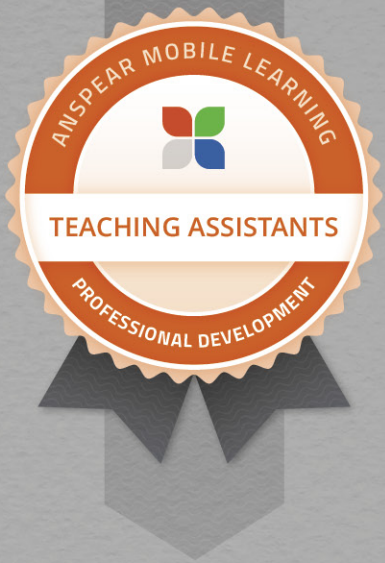 ANSPEAR MOBILE LEARNING
TEACHING ASSISTANTS
PROFESSIONAL DEVELOPMENT